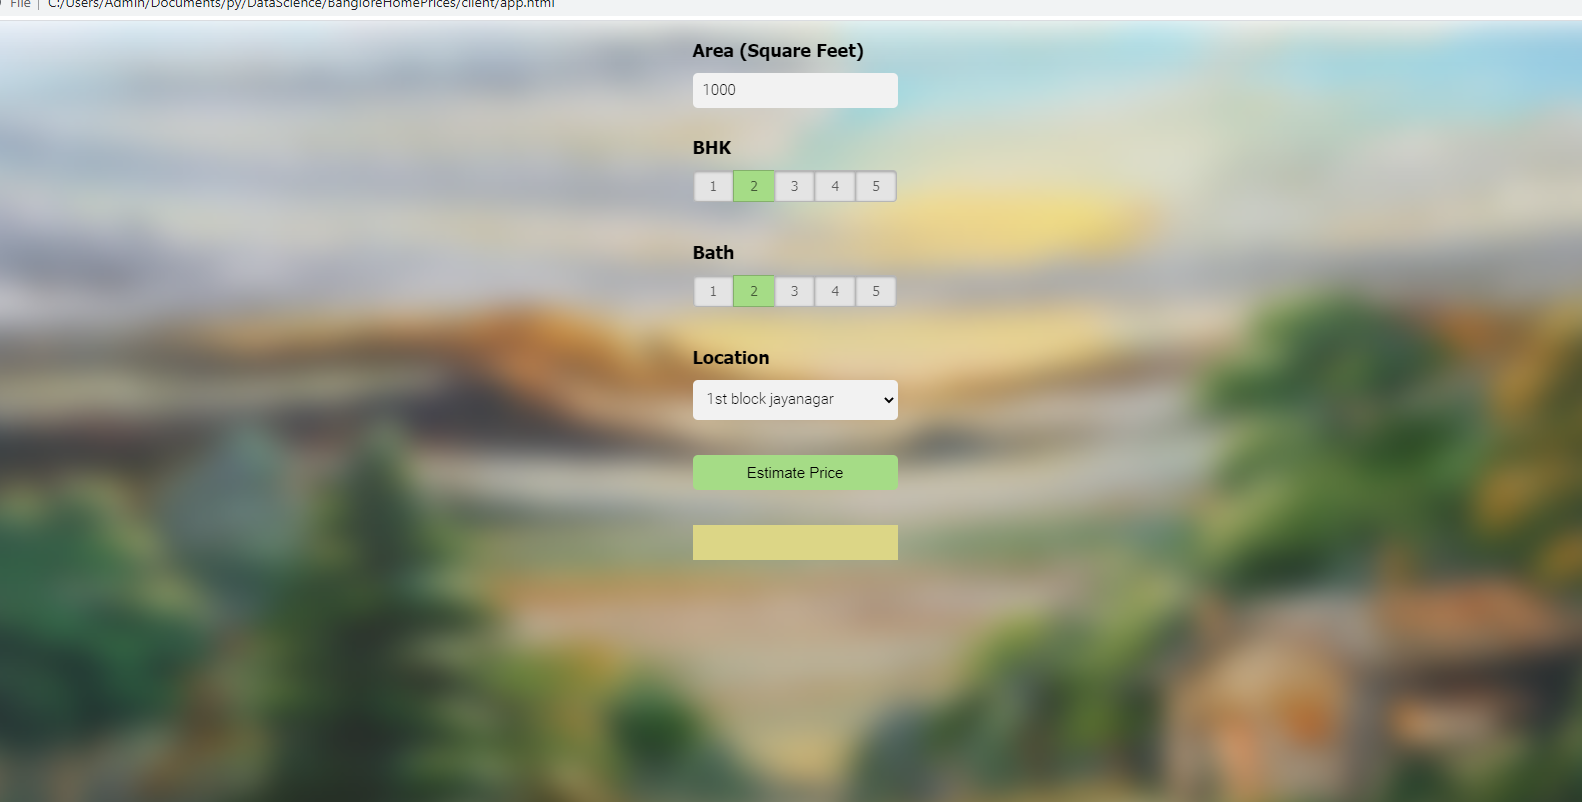 File | C:/Users/Admin/Documents/py/DataScience/BangloreHomePrices/client/app.html
Area (Square Feet)
1000
BHK
1 2 3 4 5
Bath
1 2 3 4 5
Location
1st block jayanagar
Estimate Price